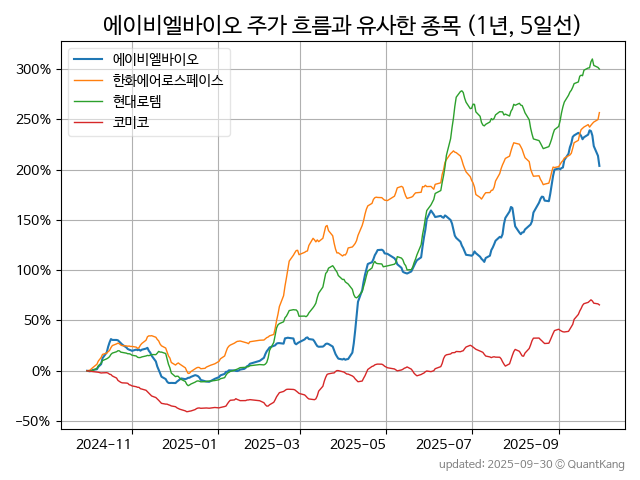 에이비엘바이오 주가 흐름과 유사한 종목 (1년, 5일선)
에이비엘바이오
한화에어로스페이스
현대로템
코미코
300%
250%
200%
150%
100%
50%
0%
−50%
2024-11
2025-01
2025-03
2025-05
2025-07
2025-09
updated: 2025-09-30 © QuantKang